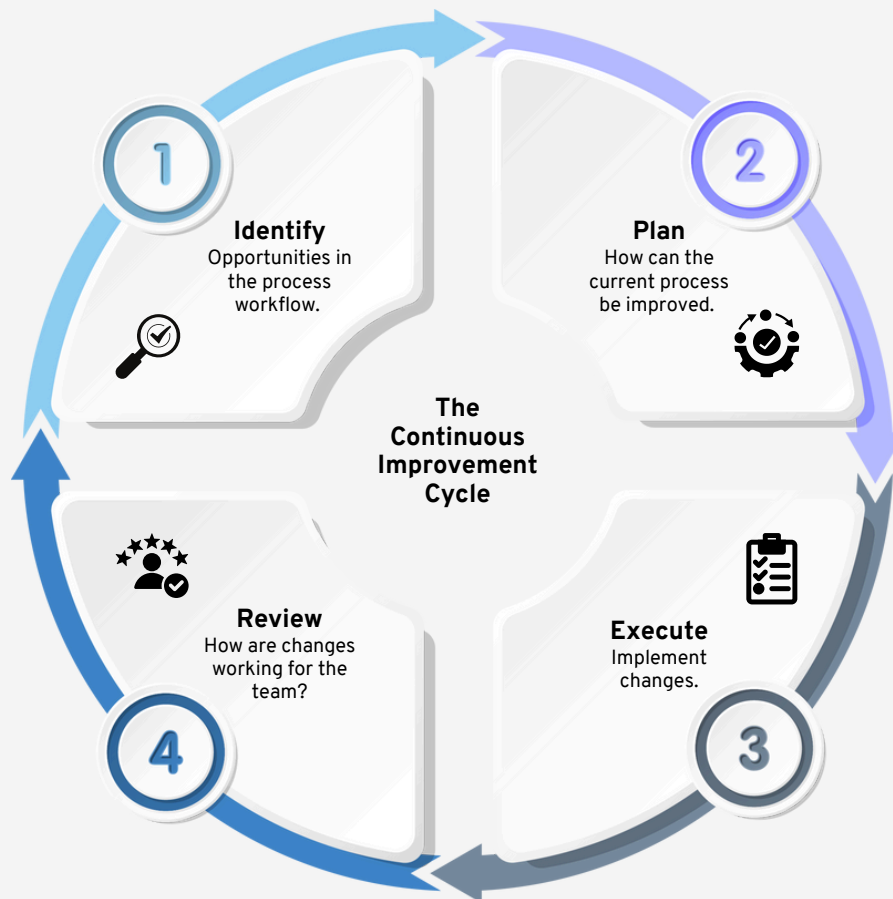 1
Identify
Opportunities in
the process
workflow.
2
Plan
How can the
current process
be improved.
The
Continuous
Improvement
Cycle
3
Execute
Implement
changes.
4
Review
How are changes
working for the
team?